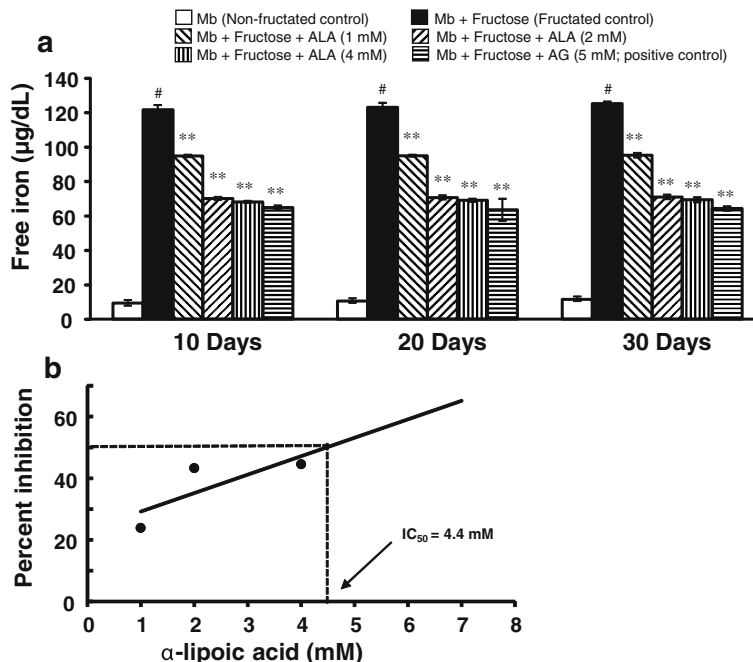 Mb (Non-fructated control)
Mb + Fructose (Fructated control)
Mb + Fructose + ALA (1 mM)
Mb + Fructose + ALA (2 mM)
Mb + Fructose + ALA (4 mM)
Mb + Fructose + AG (5 mM; positive control)
a
Free iron (µg/dL)
140
120
100
80
60
40
20
0
# ** ** ** **
# ** ** ** **
# ** ** ** **
10 Days
20 Days
30 Days
b
Percent inhibition
60
40
20
0
IC50 = 4.4 mM
0 1 2 3 4 5 6 7 8
α-lipoic acid (mM)